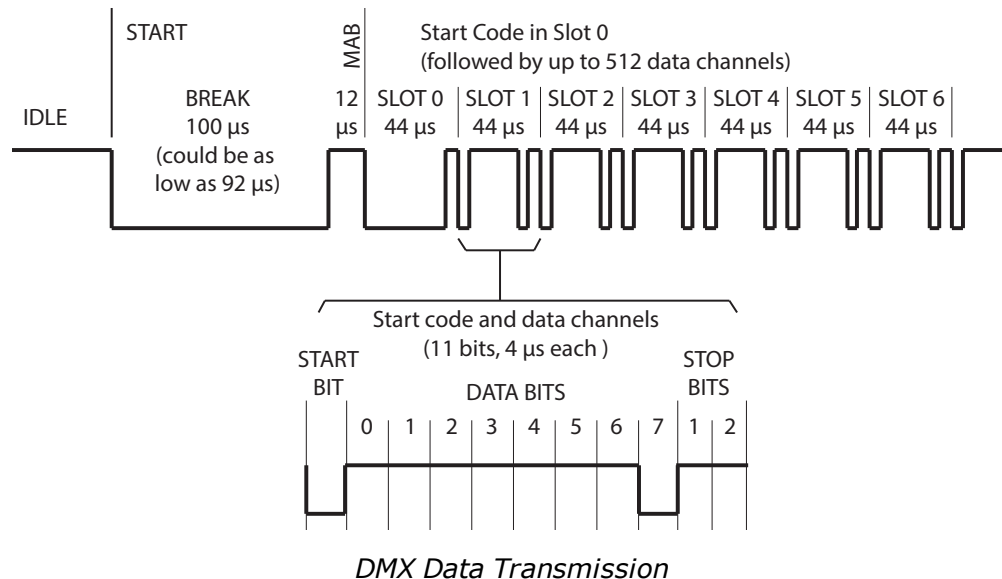 START
MAB
Start Code in Slot 0
(followed by up to 512 data channels)
IDLE
BREAK
100 µs
(could be as
low as 92 µs)
12
µs
SLOT 0
44 µs
SLOT 1
44 µs
SLOT 2
44 µs
SLOT 3
44 µs
SLOT 4
44 µs
SLOT 5
44 µs
SLOT 6
44 µs
Start code and data channels
(11 bits, 4 µs each )
START
BIT
DATA BITS
STOP
BITS
0 1 2 3 4 5 6 7 1 2
DMX Data Transmission